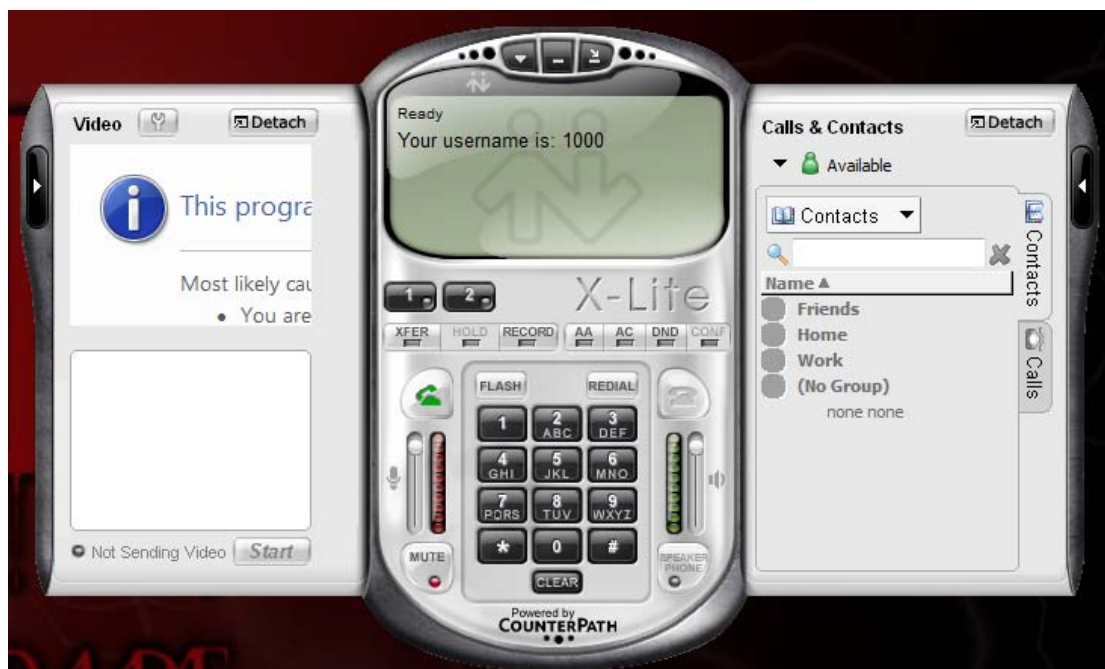 Video
Detach
This progra
Most likely cau
• You are
Not Sending Video
Start
Ready
Your username is: 1000
1
2
X-Lite
XFER HOLD RECORD AA AC DND CONF
FLASH REDIAL
1 2 ABC 3 DEF
4 GHI 5 JKL 6 MNO
7 PQRS 8 TUV 9 WXYZ
* 0 #
MUTE
SPEAKER PHONE
CLEAR
Powered by
COUNTERPATH
Calls & Contacts
Detach
Available
Contacts
Name
Friends
Home
Work
(No Group)
none none
Contacts
Calls